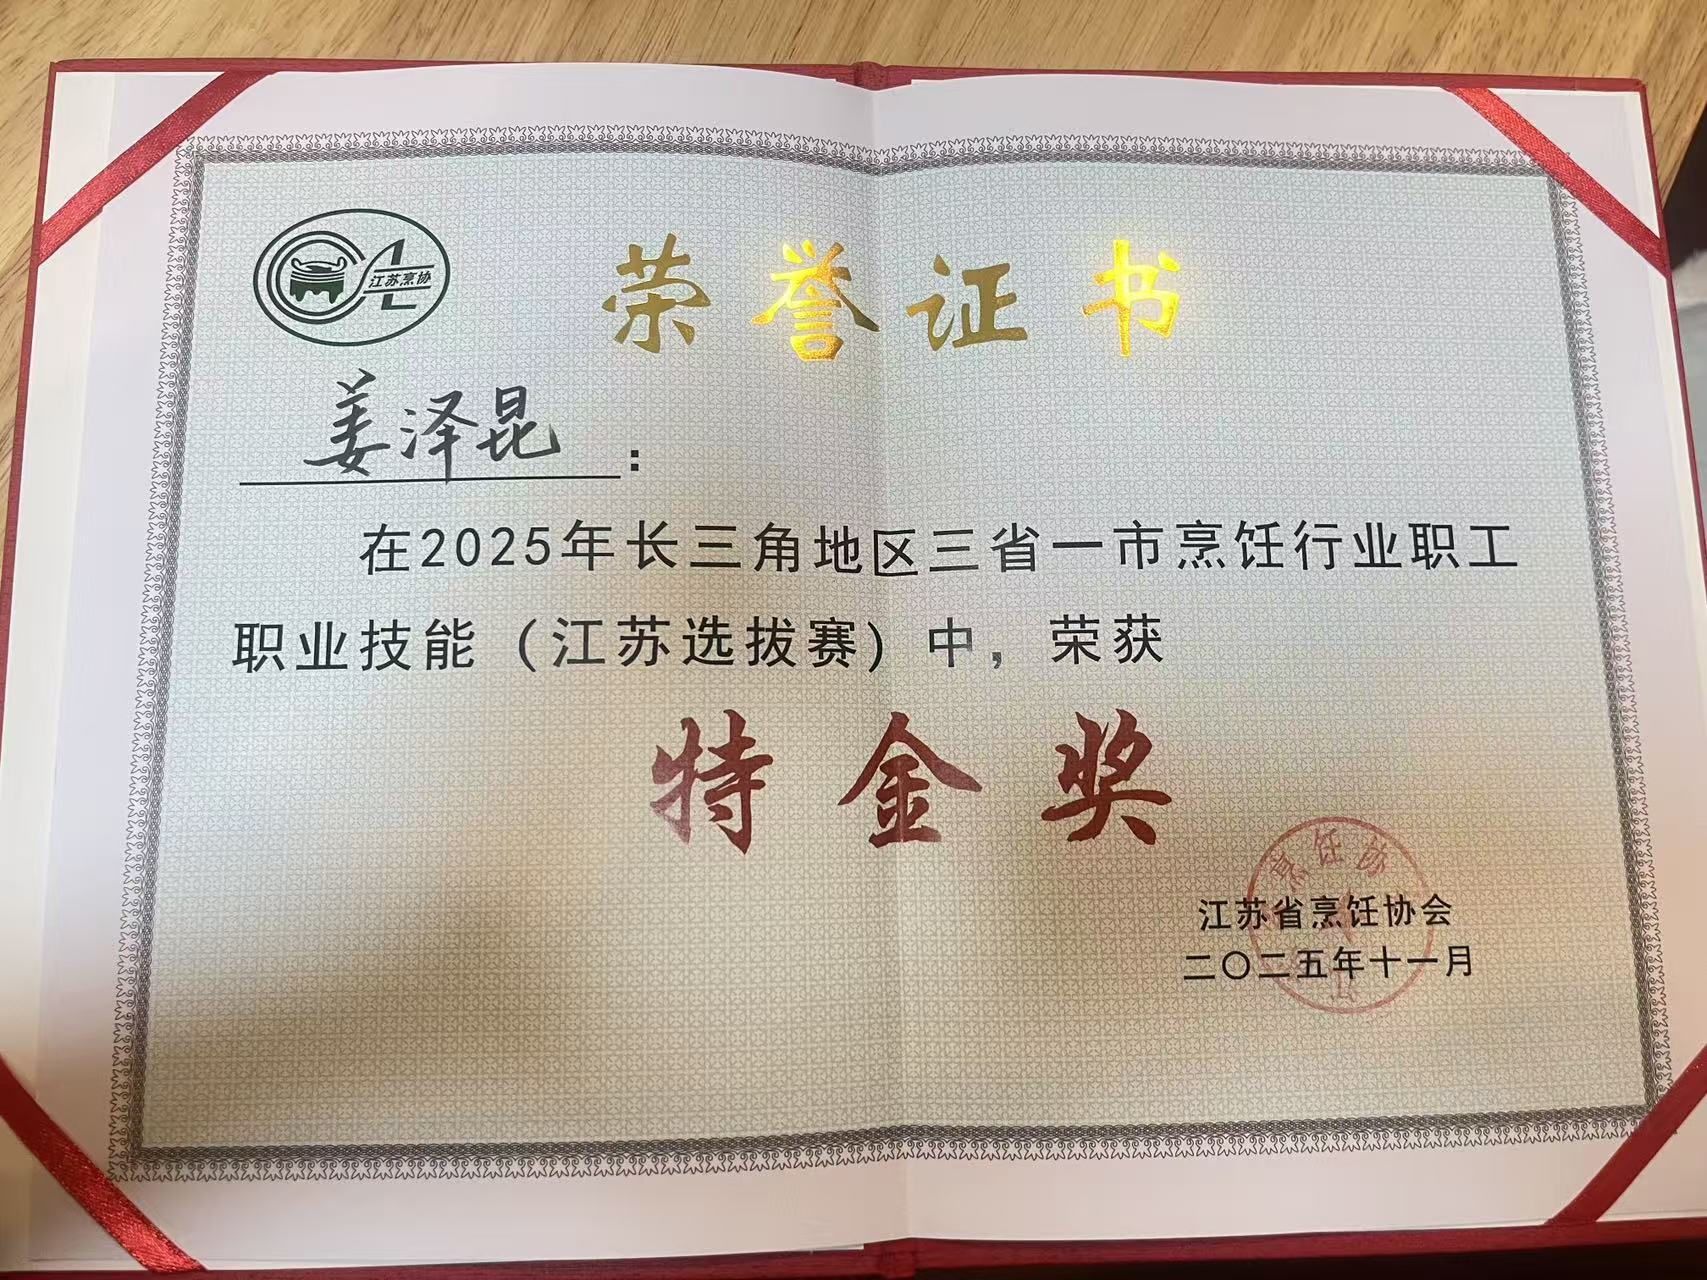 江苏烹协
荣誉证书
姜泽昆：
在2025年长三角地区三省一市烹饪行业职工
职业技能（江苏选拔赛）中，荣获
特金奖
烹饪协
江苏省烹饪协会
二〇二五年十一月